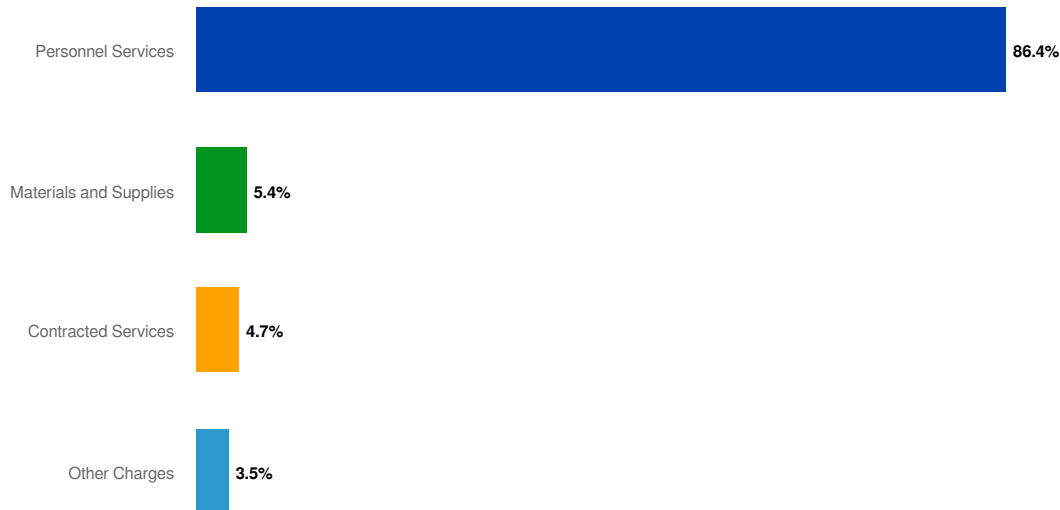 Personnel Services 86.4%
Materials and Supplies 5.4%
Contracted Services 4.7%
Other Charges 3.5%